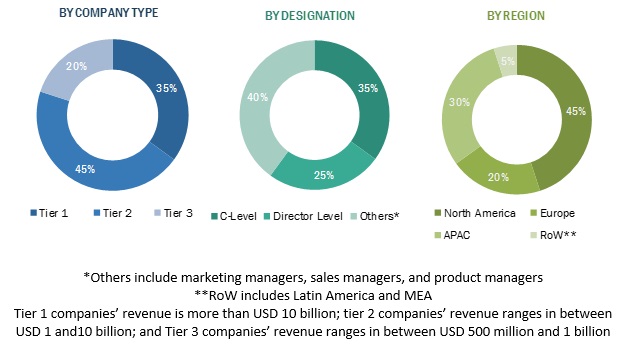 BY COMPANY TYPE
BY DESIGNATION
BY REGION
20%
35%
45%
40%
35%
25%
5%
30%
45%
20%
Tier 1 Tier 2 Tier 3
C-Level Director Level Others*
North America Europe
APAC RoW**
*Others include marketing managers, sales managers, and product managers
**RoW includes Latin America and MEA
Tier 1 companies’ revenue is more than USD 10 billion; tier 2 companies’ revenue ranges in between
USD 1 and10 billion; and Tier 3 companies’ revenue ranges in between USD 500 million and 1 billion